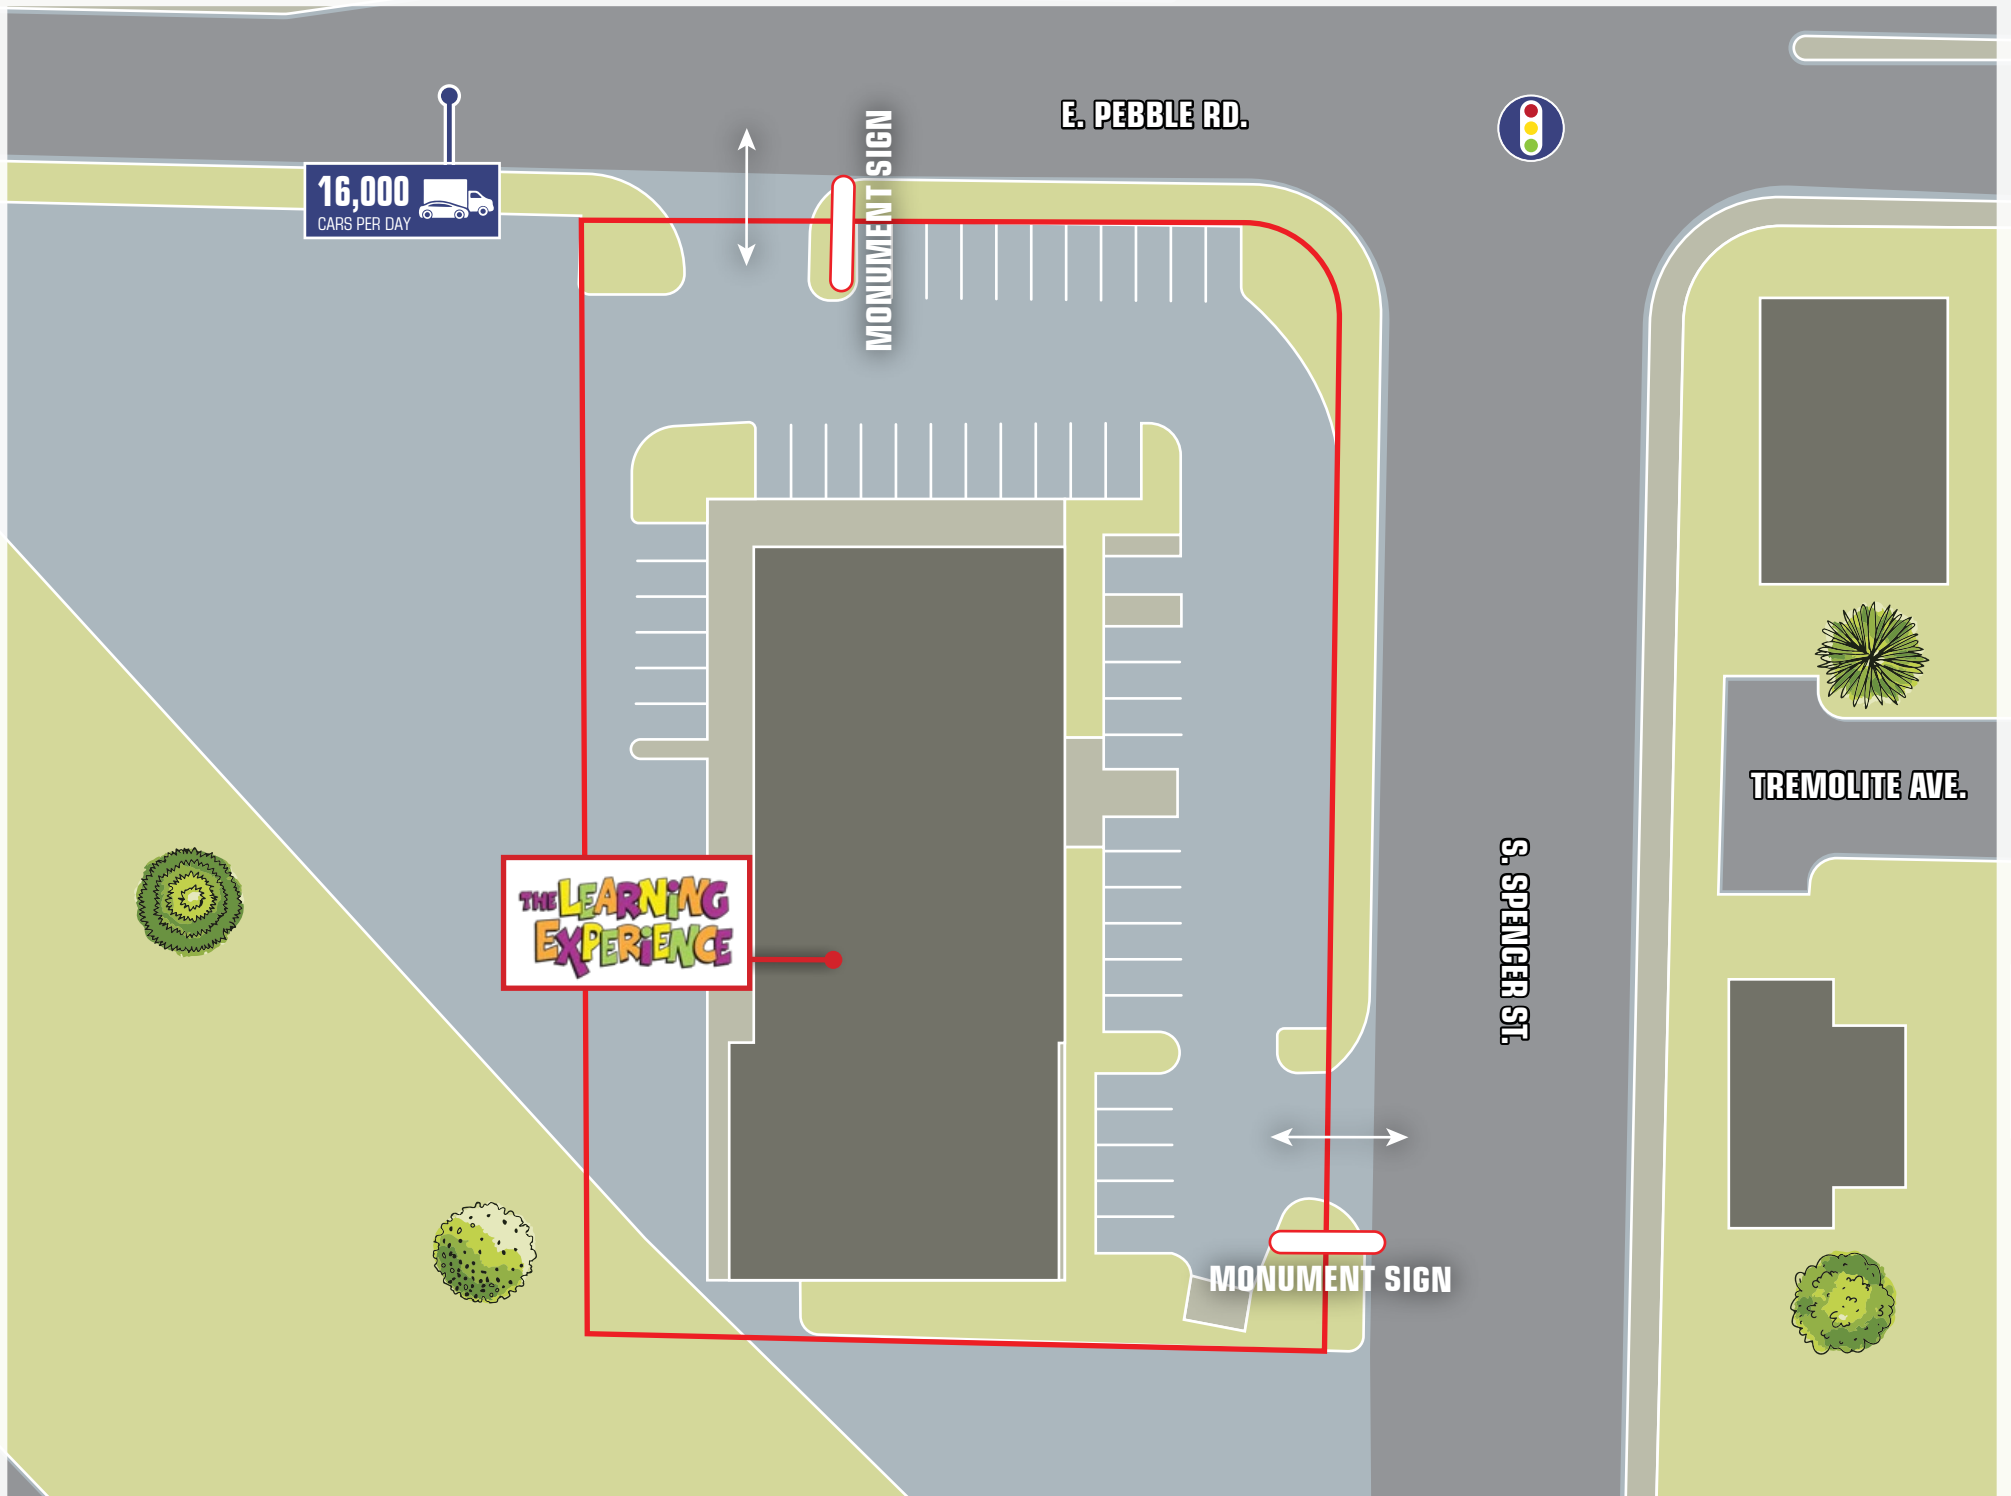 E. PEBBLE RD.
MONUMENT SIGN
16,000
CARS PER DAY
TREMOLITE AVE.
S. SPENCER ST.
THE LEARNING
EXPERIENCE
MONUMENT SIGN